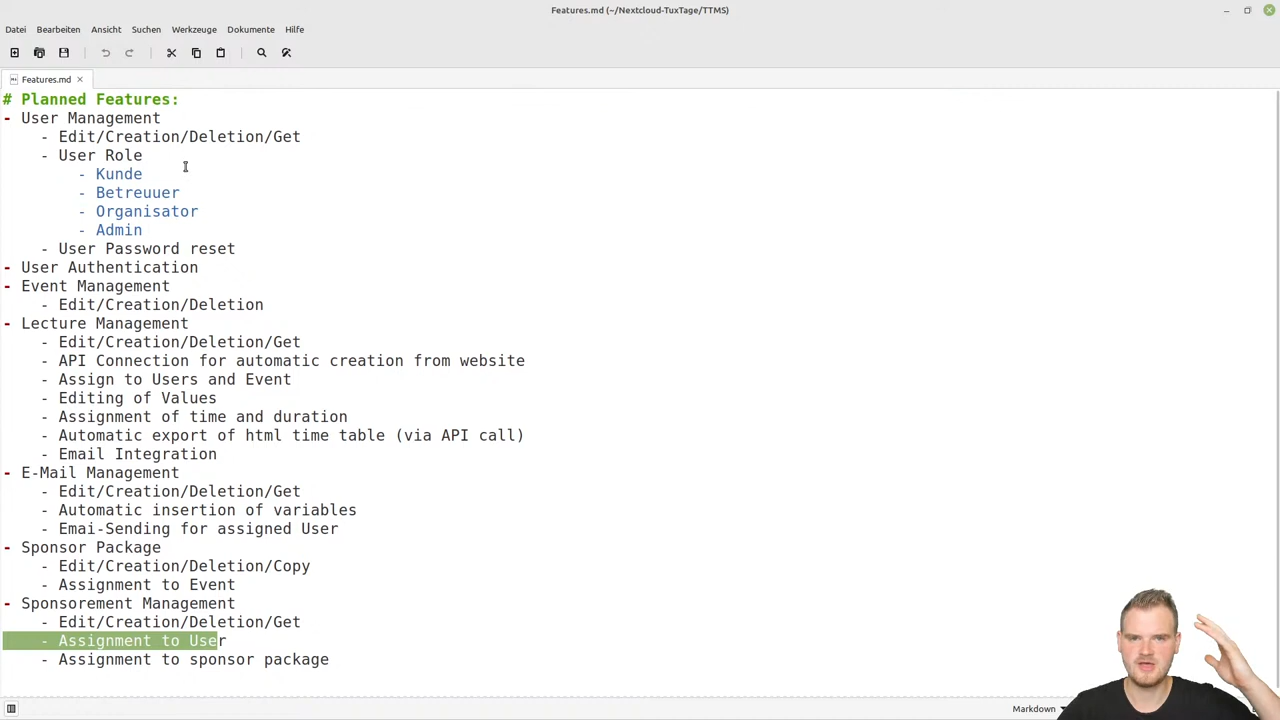 Features.md (~/Nextcloud-TuxTage/TTMS)
Datei Bearbeiten Ansicht Suchen Werkzeuge Dokumente Hilfe
Features.md
# Planned Features:
- User Management
- Edit/Creation/Deletion/Get
- User Role
- Kunde
- Betreuuer
- Organisator
- Admin
- User Password reset
- User Authentication
- Event Management
- Edit/Creation/Deletion
- Lecture Management
- Edit/Creation/Deletion/Get
- API Connection for automatic creation from website
- Assign to Users and Event
- Editing of Values
- Assignment of time and duration
- Automatic export of html time table (via API call)
- Email Integration
- E-Mail Management
- Edit/Creation/Deletion/Get
- Automatic insertion of variables
- Emai-Sending for assigned User
- Sponsor Package
- Edit/Creation/Deletion/Copy
- Assignment to Event
- Sponsorement Management
- Edit/Creation/Deletion/Get
- Assignment to User
- Assignment to sponsor package
Markdown